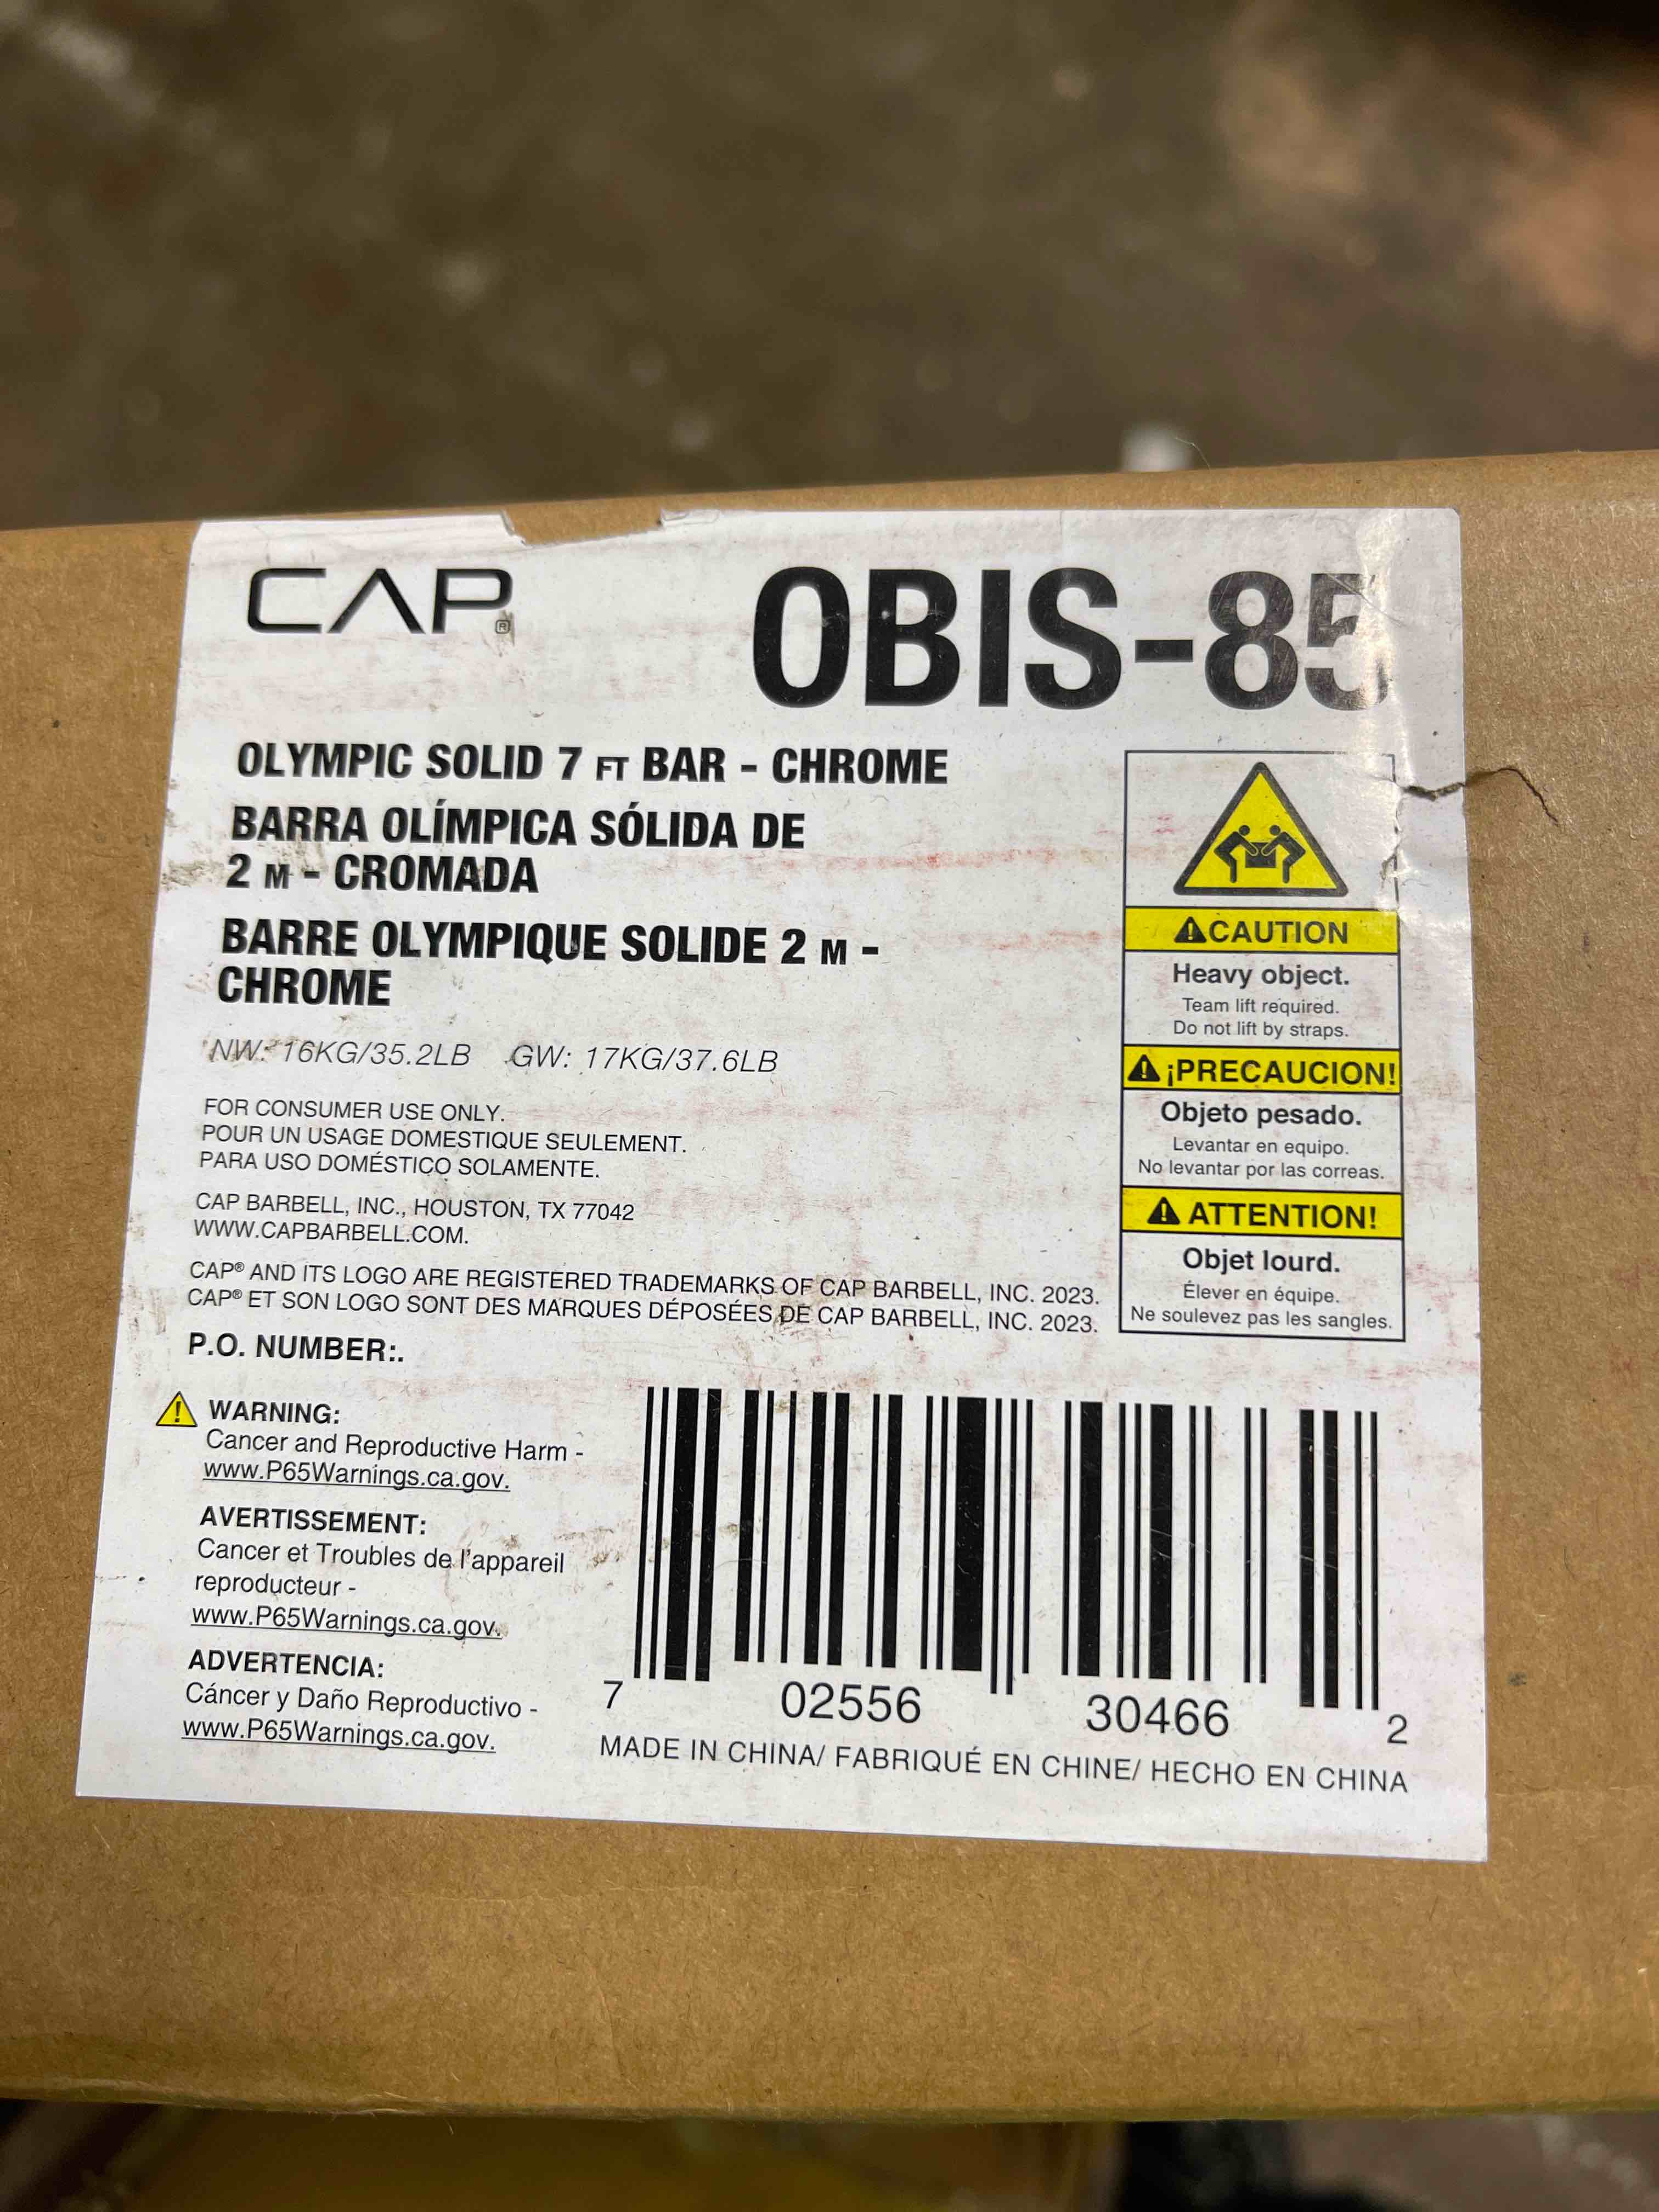 CAP®
OBIS-85
OLYMPIC SOLID 7 FT BAR - CHROME
BARRA OLÍMPICA SÓLIDA DE
2 M - CROMADA
BARRE OLYMPIQUE SOLIDE 2 M -
CHROME
NW: 16KG/35.2LB GW: 17KG/37.6LB
FOR CONSUMER USE ONLY.
POUR UN USAGE DOMESTIQUE SEULEMENT.
PARA USO DOMÉSTICO SOLAMENTE.
CAP BARBELL, INC., HOUSTON, TX 77042
WWW.CAPBARBELL.COM.
CAP® AND ITS LOGO ARE REGISTERED TRADEMARKS OF CAP BARBELL, INC. 2023.
CAP® ET SON LOGO SONT DES MARQUES DÉPOSÉES DE CAP BARBELL, INC. 2023.
P.O. NUMBER:.
CAUTION
Heavy object.
Team lift required.
Do not lift by straps.
¡PRECAUCION!
Objeto pesado.
Levantar en equipo.
No levantar por las correas.
ATTENTION!
Objet lourd.
Élever en équipe.
Ne soulevez pas les sangles.
WARNING:
Cancer and Reproductive Harm -
www.P65Warnings.ca.gov.
AVERTISSEMENT:
Cancer et Troubles de l'appareil
reproducteur -
www.P65Warnings.ca.gov.
ADVERTENCIA:
Cáncer y Daño Reproductivo -
www.P65Warnings.ca.gov.
7 02556 30466 2
MADE IN CHINA/ FABRIQUÉ EN CHINE/ HECHO EN CHINA